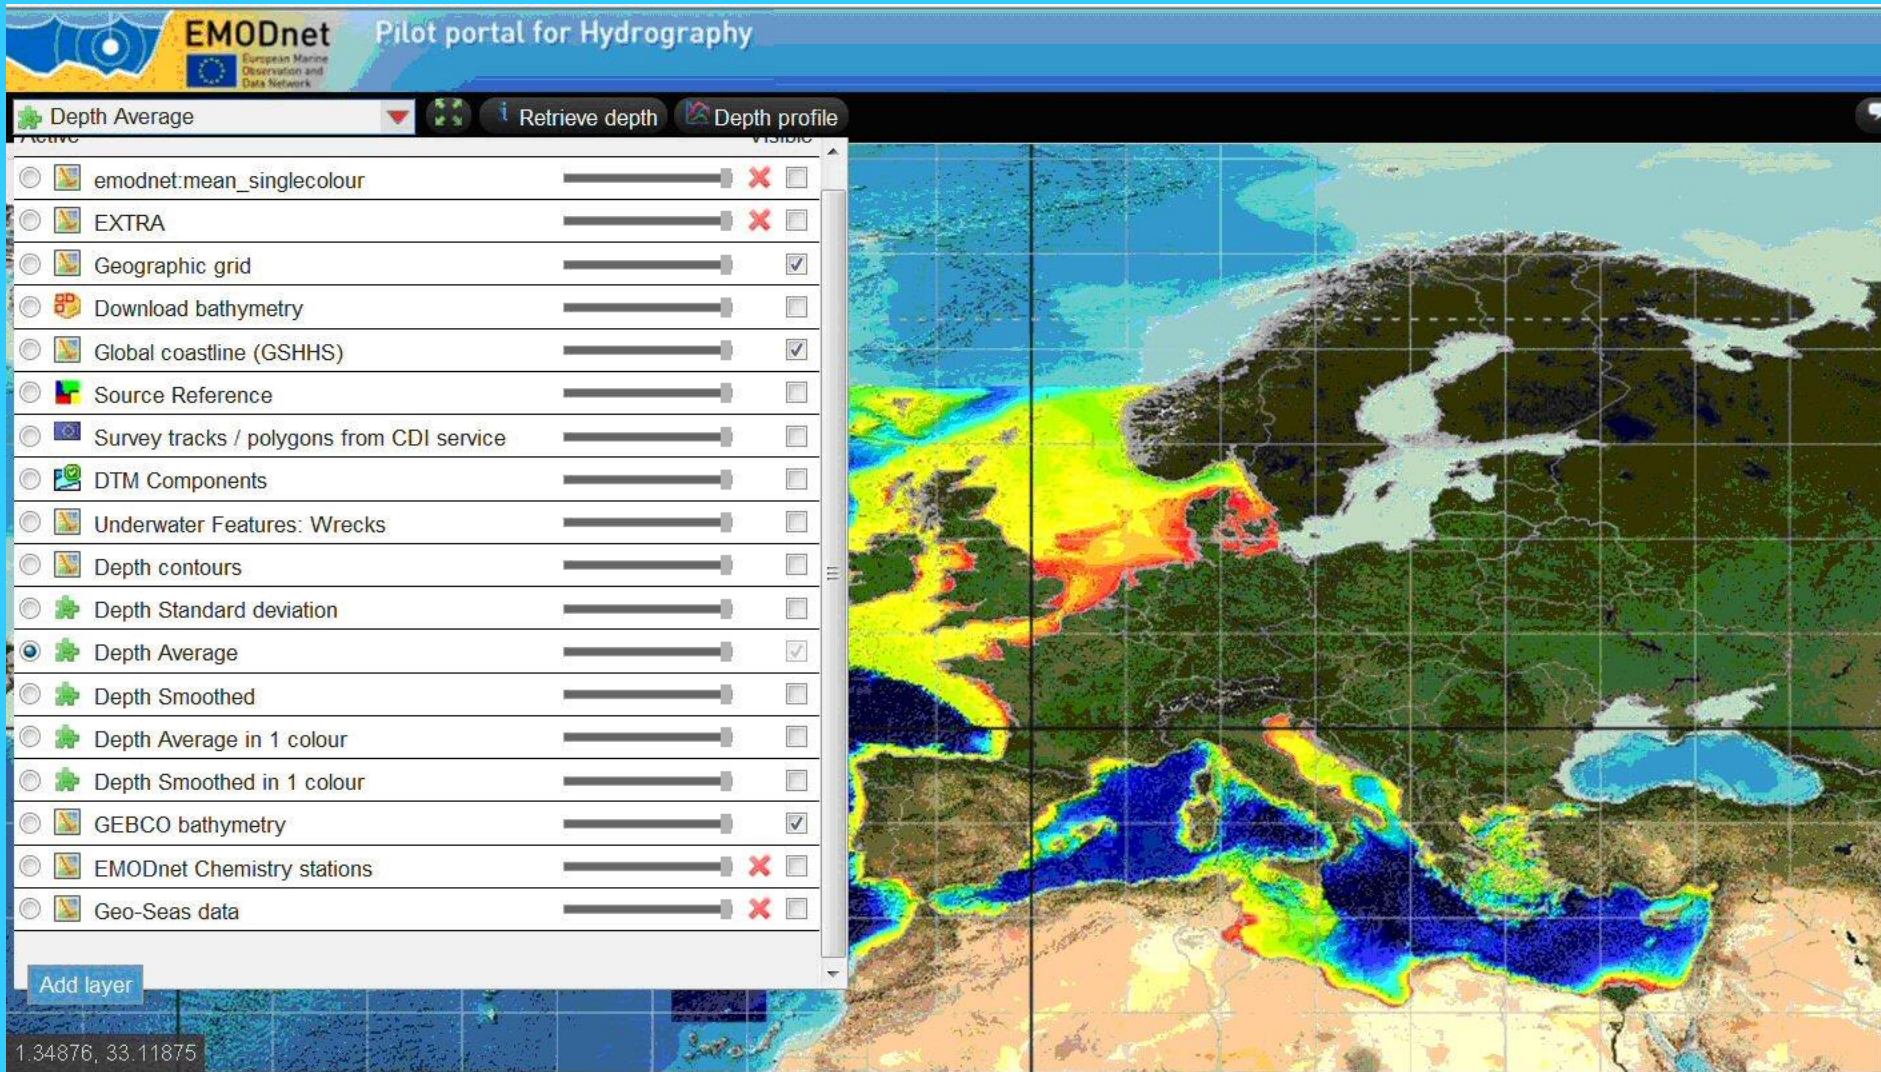 EMODnet
Pilot portal for Hydrography
European Marine
Observation and
Data Network
Depth Average
Retrieve depth
Depth profile
Active
Visible
emodnet:mean_singlecolour
EXTRA
Geographic grid
Download bathymetry
Global coastline (GSHHS)
Source Reference
Survey tracks / polygons from CDI service
DTM Components
Underwater Features: Wrecks
Depth contours
Depth Standard deviation
Depth Average
Depth Smoothed
Depth Average in 1 colour
Depth Smoothed in 1 colour
GEBCO bathymetry
EMODnet Chemistry stations
Geo-Seas data
Add layer
1.34876, 33.11875